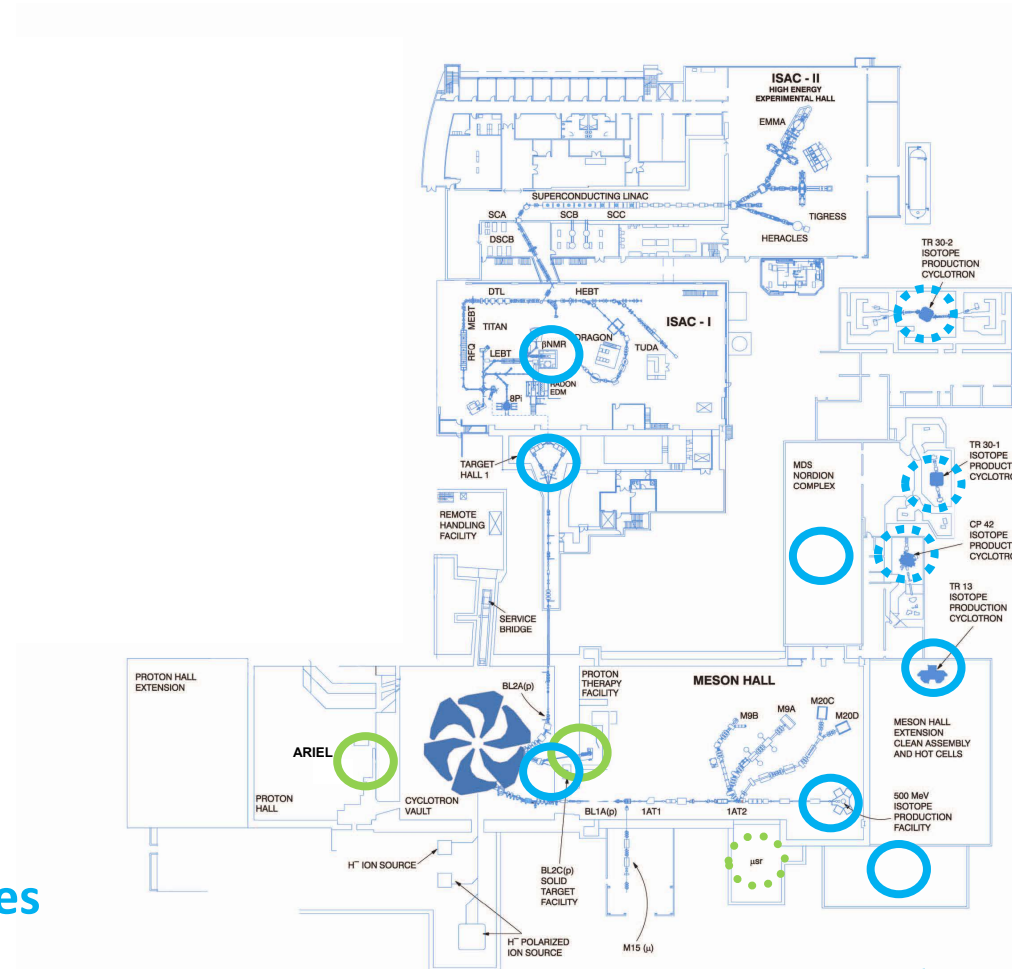 ISAC - II
HIGH ENERGY
EXPERIMENTAL HALL
EMMA
SUPERCONDUCTING LINAC
SCA
SCB
SCC
DSCB
TIGRESS
HERACLES
TR 30-2
ISOTOPE
PRODUCTION
CYCLOTRON
DTL
HEBT
MEBT
RFQ
TITAN
LEBT
βNMR
DRAGON
TUDA
ISAC - I
RADON
EDM
8Pi
TARGET
HALL 1
MDS
NORDION
COMPLEX
TR 30-1
ISOTOPE
PRODUCT
CYCLOTRO
REMOTE
HANDLING
FACILITY
CP 42
ISOTOPE
PRODUCT
CYCLOTRO
TR 13
ISOTOPE
PRODUCTION
CYCLOTRON
SERVICE
BRIDGE
PROTON HALL
EXTENSION
BL2A(p)
PROTON
THERAPY
FACILITY
MESON HALL
M9B
M9A
M20C
M20D
MESON HALL
EXTENSION
CLEAN ASSEMBLY
AND HOT CELLS
ARIEL
PROTON
HALL
CYCLOTRON
VAULT
BL1A(p)
1AT1
1AT2
500 MeV
ISOTOPE
PRODUCTION
FACILITY
H⁻ ION SOURCE
BL2C(p)
SOLID
TARGET
FACILITY
μsr
es
H⁻ POLARIZED
ION SOURCE
M15 (μ)